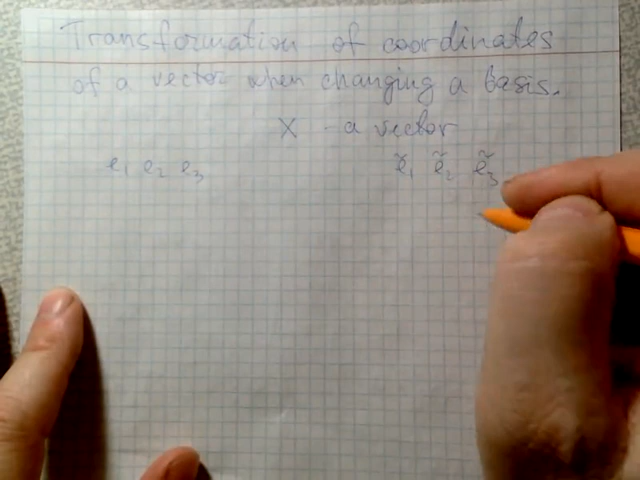 Transformation of coordinates
of a vector when changing a basis.
X - a vector
e₁ e₂ e₃ ẽ₁ ẽ₂ ẽ₃